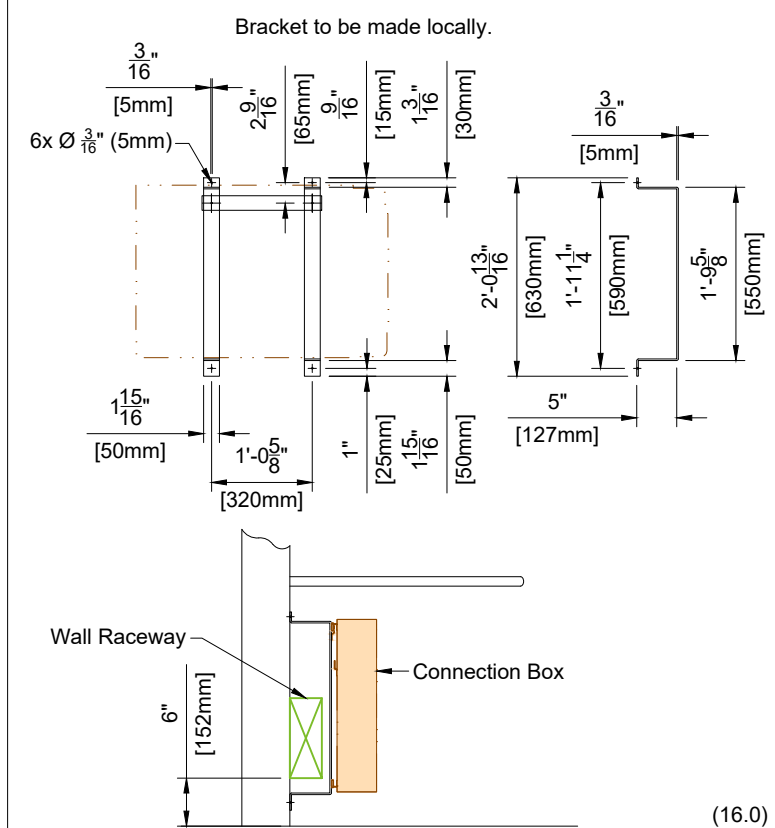 Bracket to be made locally.
3/16"
[5mm]
6x Ø 3/16" (5mm)
2 9/16"
[65mm]
9/16"
[15mm]
1 3/16"
[30mm]
3/16"
[5mm]
2'-0 13/16"
[630mm]
1'-11 1/4"
[590mm]
1'-9 5/8"
[550mm]
1 15/16"
[50mm]
1'-0 5/8"
[320mm]
1"
[25mm]
1 15/16"
[50mm]
5"
[127mm]
Wall Raceway
Connection Box
6"
[152mm]
(16.0)